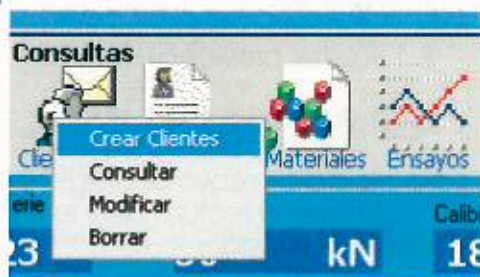 Consultas
Crear Clientes
Materiales
Ensayos
Consultar
Modificar
Borrar
kN